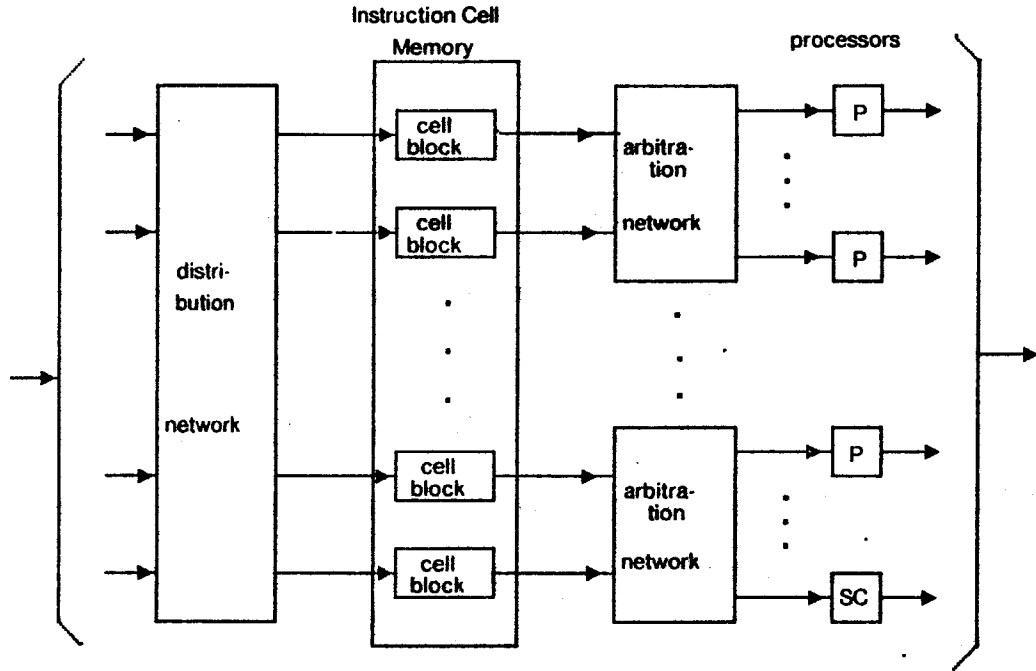 Instruction Cell
Memory
processors
distri-
bution
network
cell
block
cell
block
cell
block
cell
block
arbitra-
tion
network
arbitra-
tion
network
P
P
P
SC